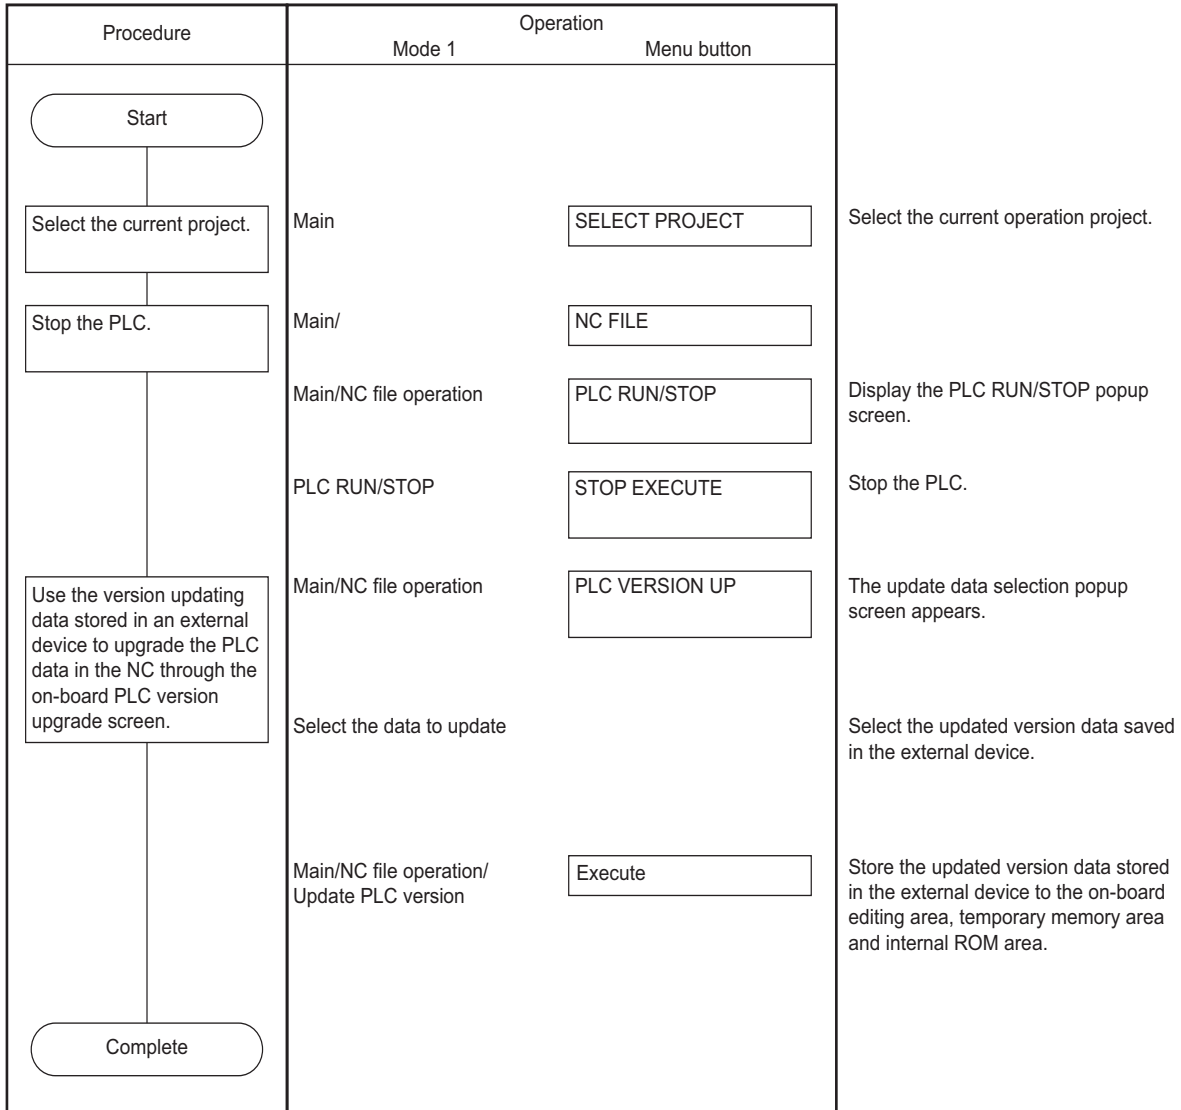 Procedure
Operation
Mode 1
Menu button
Start
Select the current project.
Main
SELECT PROJECT
Select the current operation project.
Stop the PLC.
Main/
NC FILE
Main/NC file operation
PLC RUN/STOP
Display the PLC RUN/STOP popup
screen.
PLC RUN/STOP
STOP EXECUTE
Stop the PLC.
Use the version updating
data stored in an external
device to upgrade the PLC
data in the NC through the
on-board PLC version
upgrade screen.
Main/NC file operation
PLC VERSION UP
The update data selection popup
screen appears.
Select the data to update
Select the updated version data saved
in the external device.
Main/NC file operation/
Update PLC version
Execute
Store the updated version data stored
in the external device to the on-board
editing area, temporary memory area
and internal ROM area.
Complete